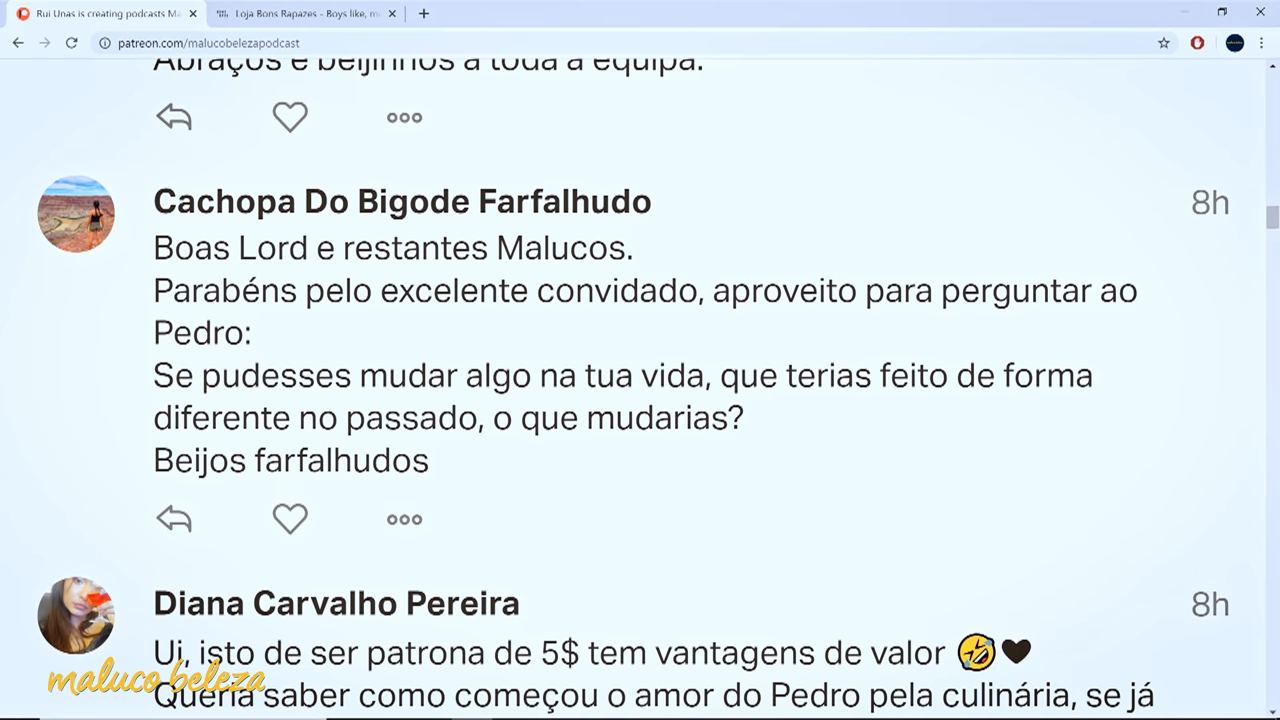 Rui Unas is creating podcasts Ma
Loja Bons Rapazes - Boys like, m
patreon.com/malucobelezapodcast
Abraços e beijinhos a toda a equipa.
Cachopa Do Bigode Farfalhudo
8h
Boas Lord e restantes Malucos.
Parabéns pelo excelente convidado, aproveito para perguntar ao
Pedro:
Se pudesses mudar algo na tua vida, que terias feito de forma
diferente no passado, o que mudarias?
Beijos farfalhudos
Diana Carvalho Pereira
8h
Ui, isto de ser patrona de 5$ tem vantagens de valor 🤣🖤
maluco beleza
Queria saber como começou o amor do Pedro pela culinária, se já